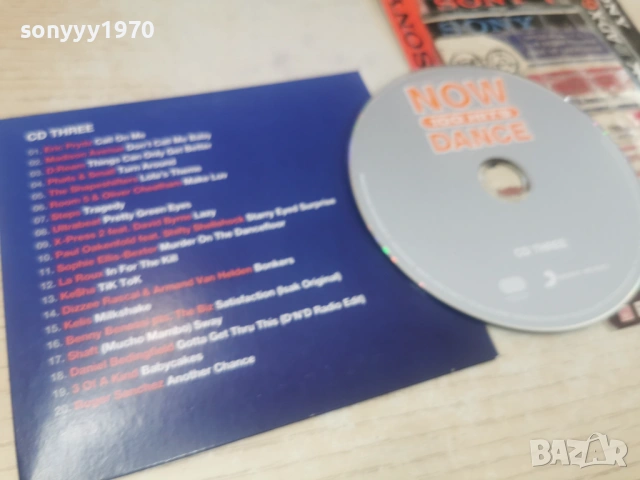 sonyyy1970
SONY
SONY
CD THREE
01. Eric Prydz Call On Me
02. Madison Avenue Don't Call Me Baby
03. D:Ream Things Can Only Get Better
04. Phats & Small Turn Around
05. The Shapeshifters Lola's Theme
06. Room 5 & Oliver Cheatham Make Luv
07. Steps Tragedy
08. Ultrabeat Pretty Green Eyes
09. X-Press 2 feat. David Byrne Lazy
10. Paul Oakenfold feat. Shifty Shellshock Starry Eyed Surprise
11. Sophie Ellis-Bextor Murder On The Dancefloor
12. La Roux In For The Kill
13. Ke$ha TiK ToK
14. Dizzee Rascal & Armand Van Helden Bonkers
15. Kelis Milkshake
16. Benny Benassi pres. The Biz Satisfaction (Isak Original)
17. Shaft (Mucho Mambo) Sway
18. Daniel Bedingfield Gotta Get Thru This (D'N'D Radio Edit)
19. 3 Of A Kind Babycakes
20. Roger Sanchez Another Chance
NOW
100 HITS
DANCE
CD THREE
BAZAR